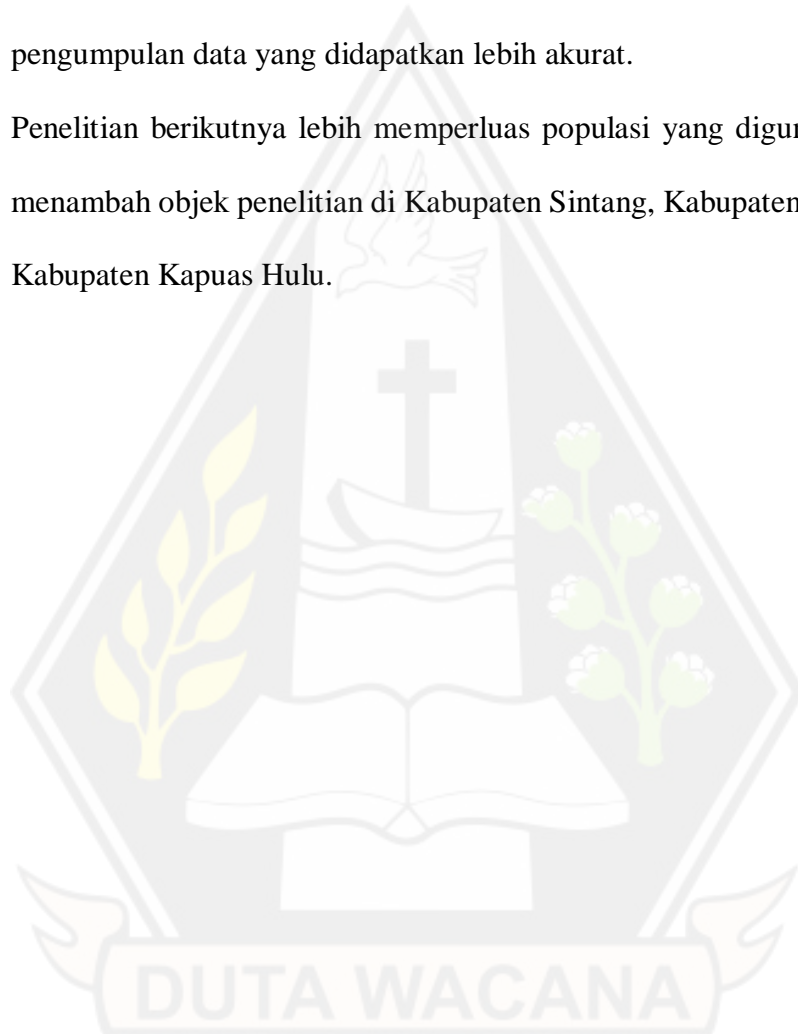 pengumpulan data yang didapatkan lebih akurat.
Penelitian berikutnya lebih memperluas populasi yang
menambah objek penelitian di Kabupaten Sintang, Kabupaten
Kabupaten Kapuas Hulu.
DUTA WACANA